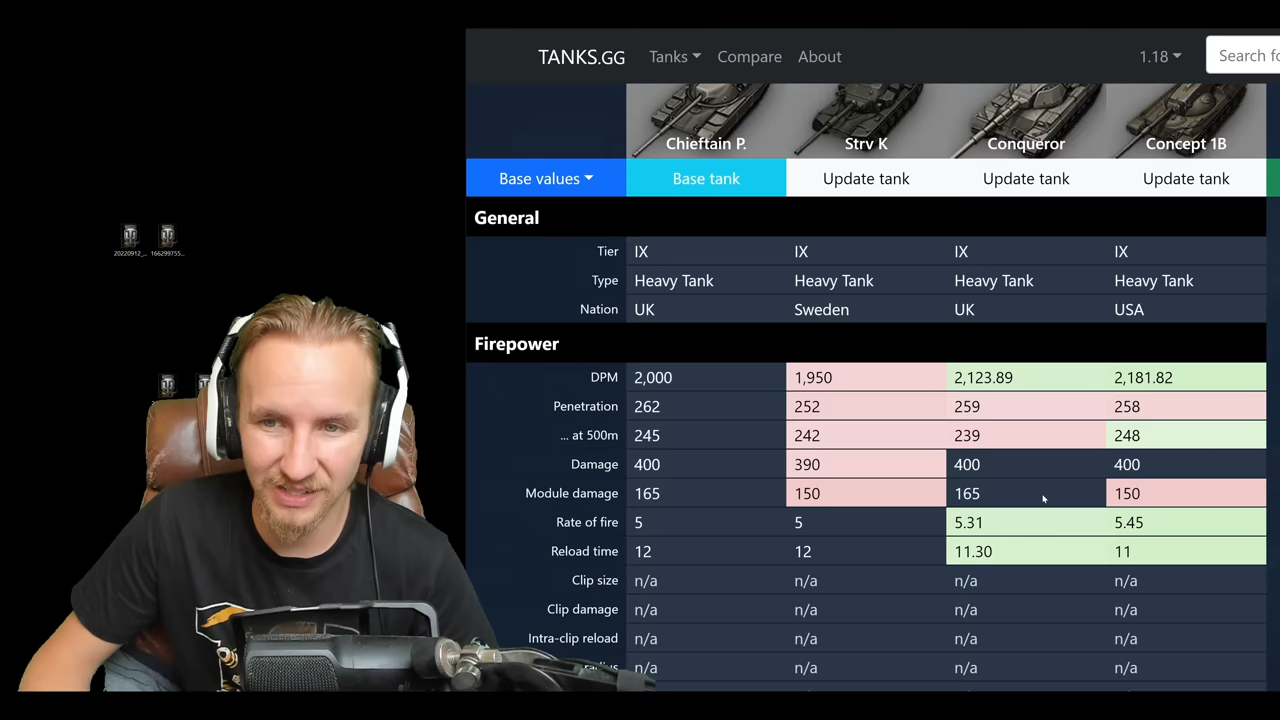 TANKS.GG Tanks Compare About 1.18 Search fo
Chieftain P. Strv K Conqueror Concept 1B
Base values Base tank Update tank Update tank Update tank
General
Tier IX IX IX IX
Type Heavy Tank Heavy Tank Heavy Tank Heavy Tank
Nation UK Sweden UK USA
Firepower
DPM 2,000 1,950 2,123.89 2,181.82
Penetration 262 252 259 258
... at 500m 245 242 239 248
Damage 400 390 400 400
Module damage 165 150 165 150
Rate of fire 5 5 5.31 5.45
Reload time 12 12 11.30 11
Clip size n/a n/a n/a n/a
Clip damage n/a n/a n/a n/a
Intra-clip reload n/a n/a n/a n/a
n/a n/a n/a n/a
20220912_... 166299755...